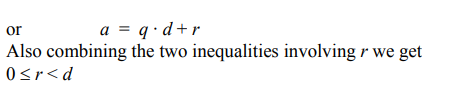 or a = q · d + r
Also combining the two inequalities involving r we get
0 ≤ r < d